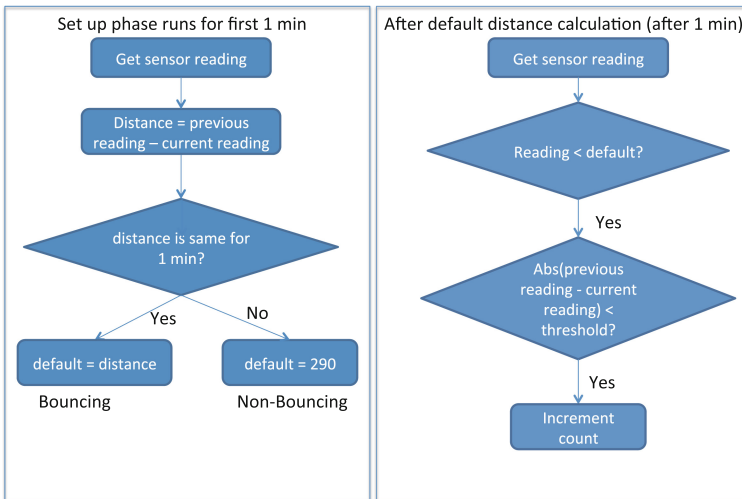 Set up phase runs for first 1 min
Get sensor reading
Distance = previous
reading – current reading
distance is same for
1 min?
Yes
No
default = distance
default = 290
Bouncing
Non-Bouncing
After default distance calculation (after 1 min)
Get sensor reading
Reading < default?
Yes
Abs(previous
reading - current
reading) <
threshold?
Yes
Increment
count